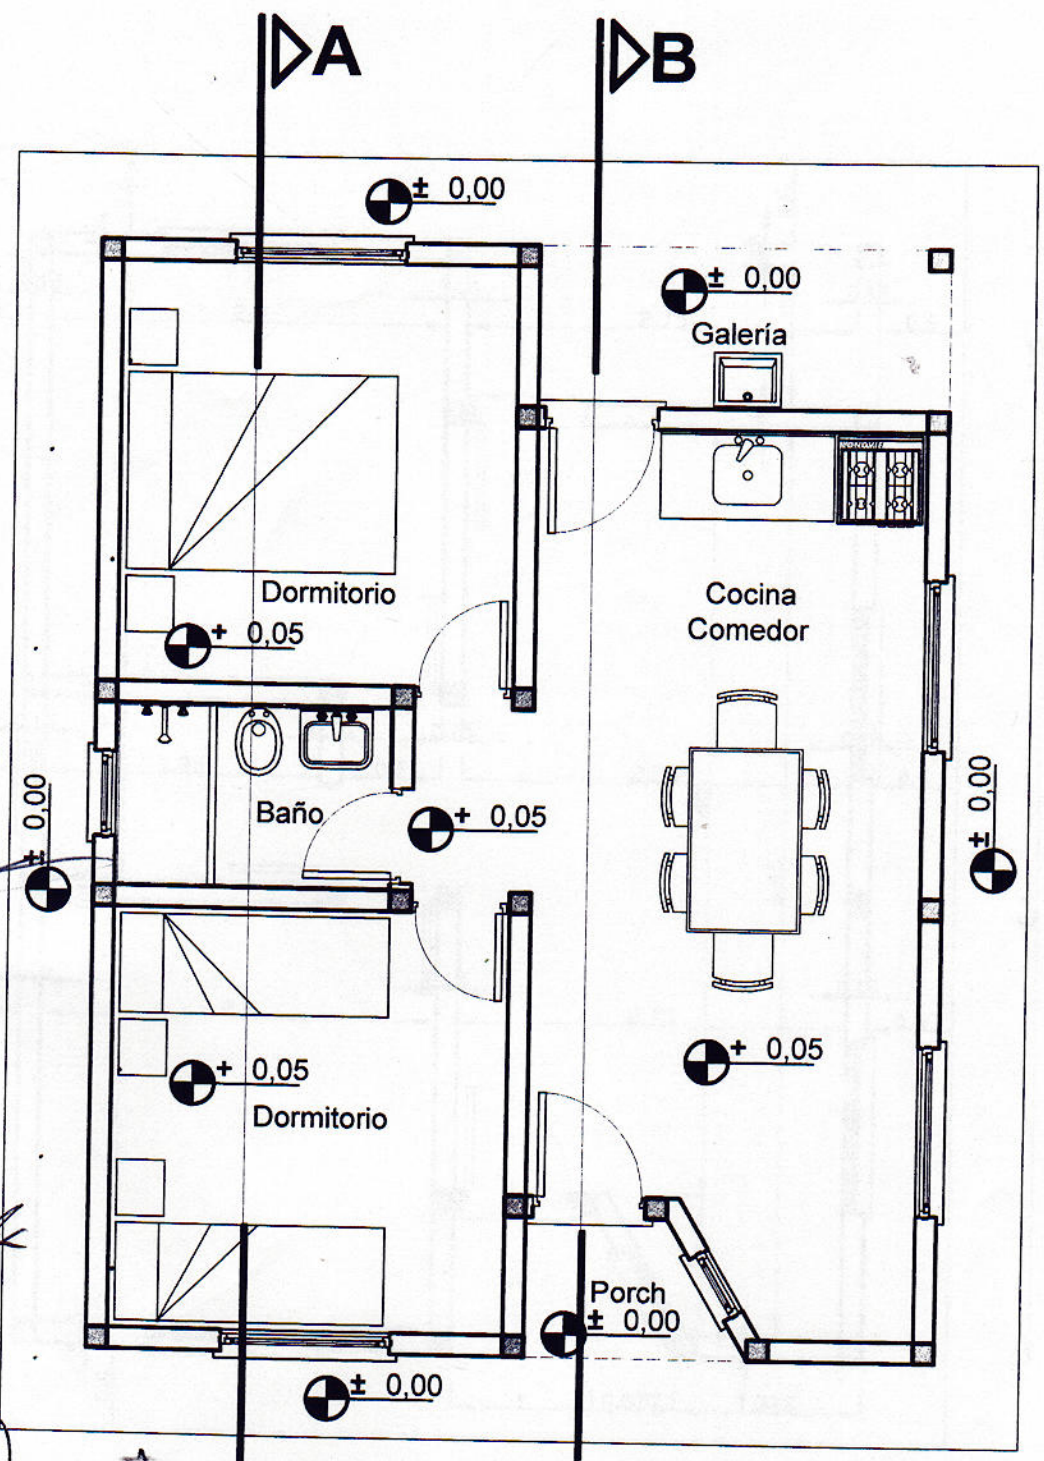 A
B
± 0,00
± 0,00
Galería
Dormitorio
+ 0,05
Cocina
Comedor
± 0,00
Baño
+ 0,05
± 0,00
+ 0,05
+ 0,05
Dormitorio
Porch
± 0,00
± 0,00